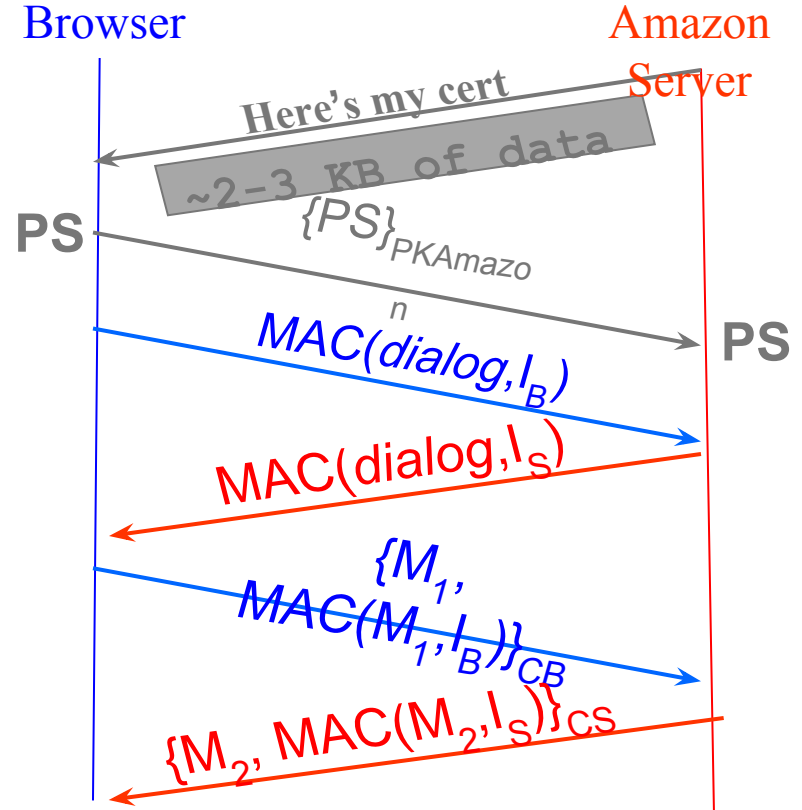 Browser
Amazon
Server
Here's my cert
~2-3 KB of data
{PS}PKAmazo
n
PS
PS
MAC(dialog,IB)
MAC(dialog,IS)
{M1,
MAC(M1,IB)}CB
{M2, MAC(M2,IS)}CS